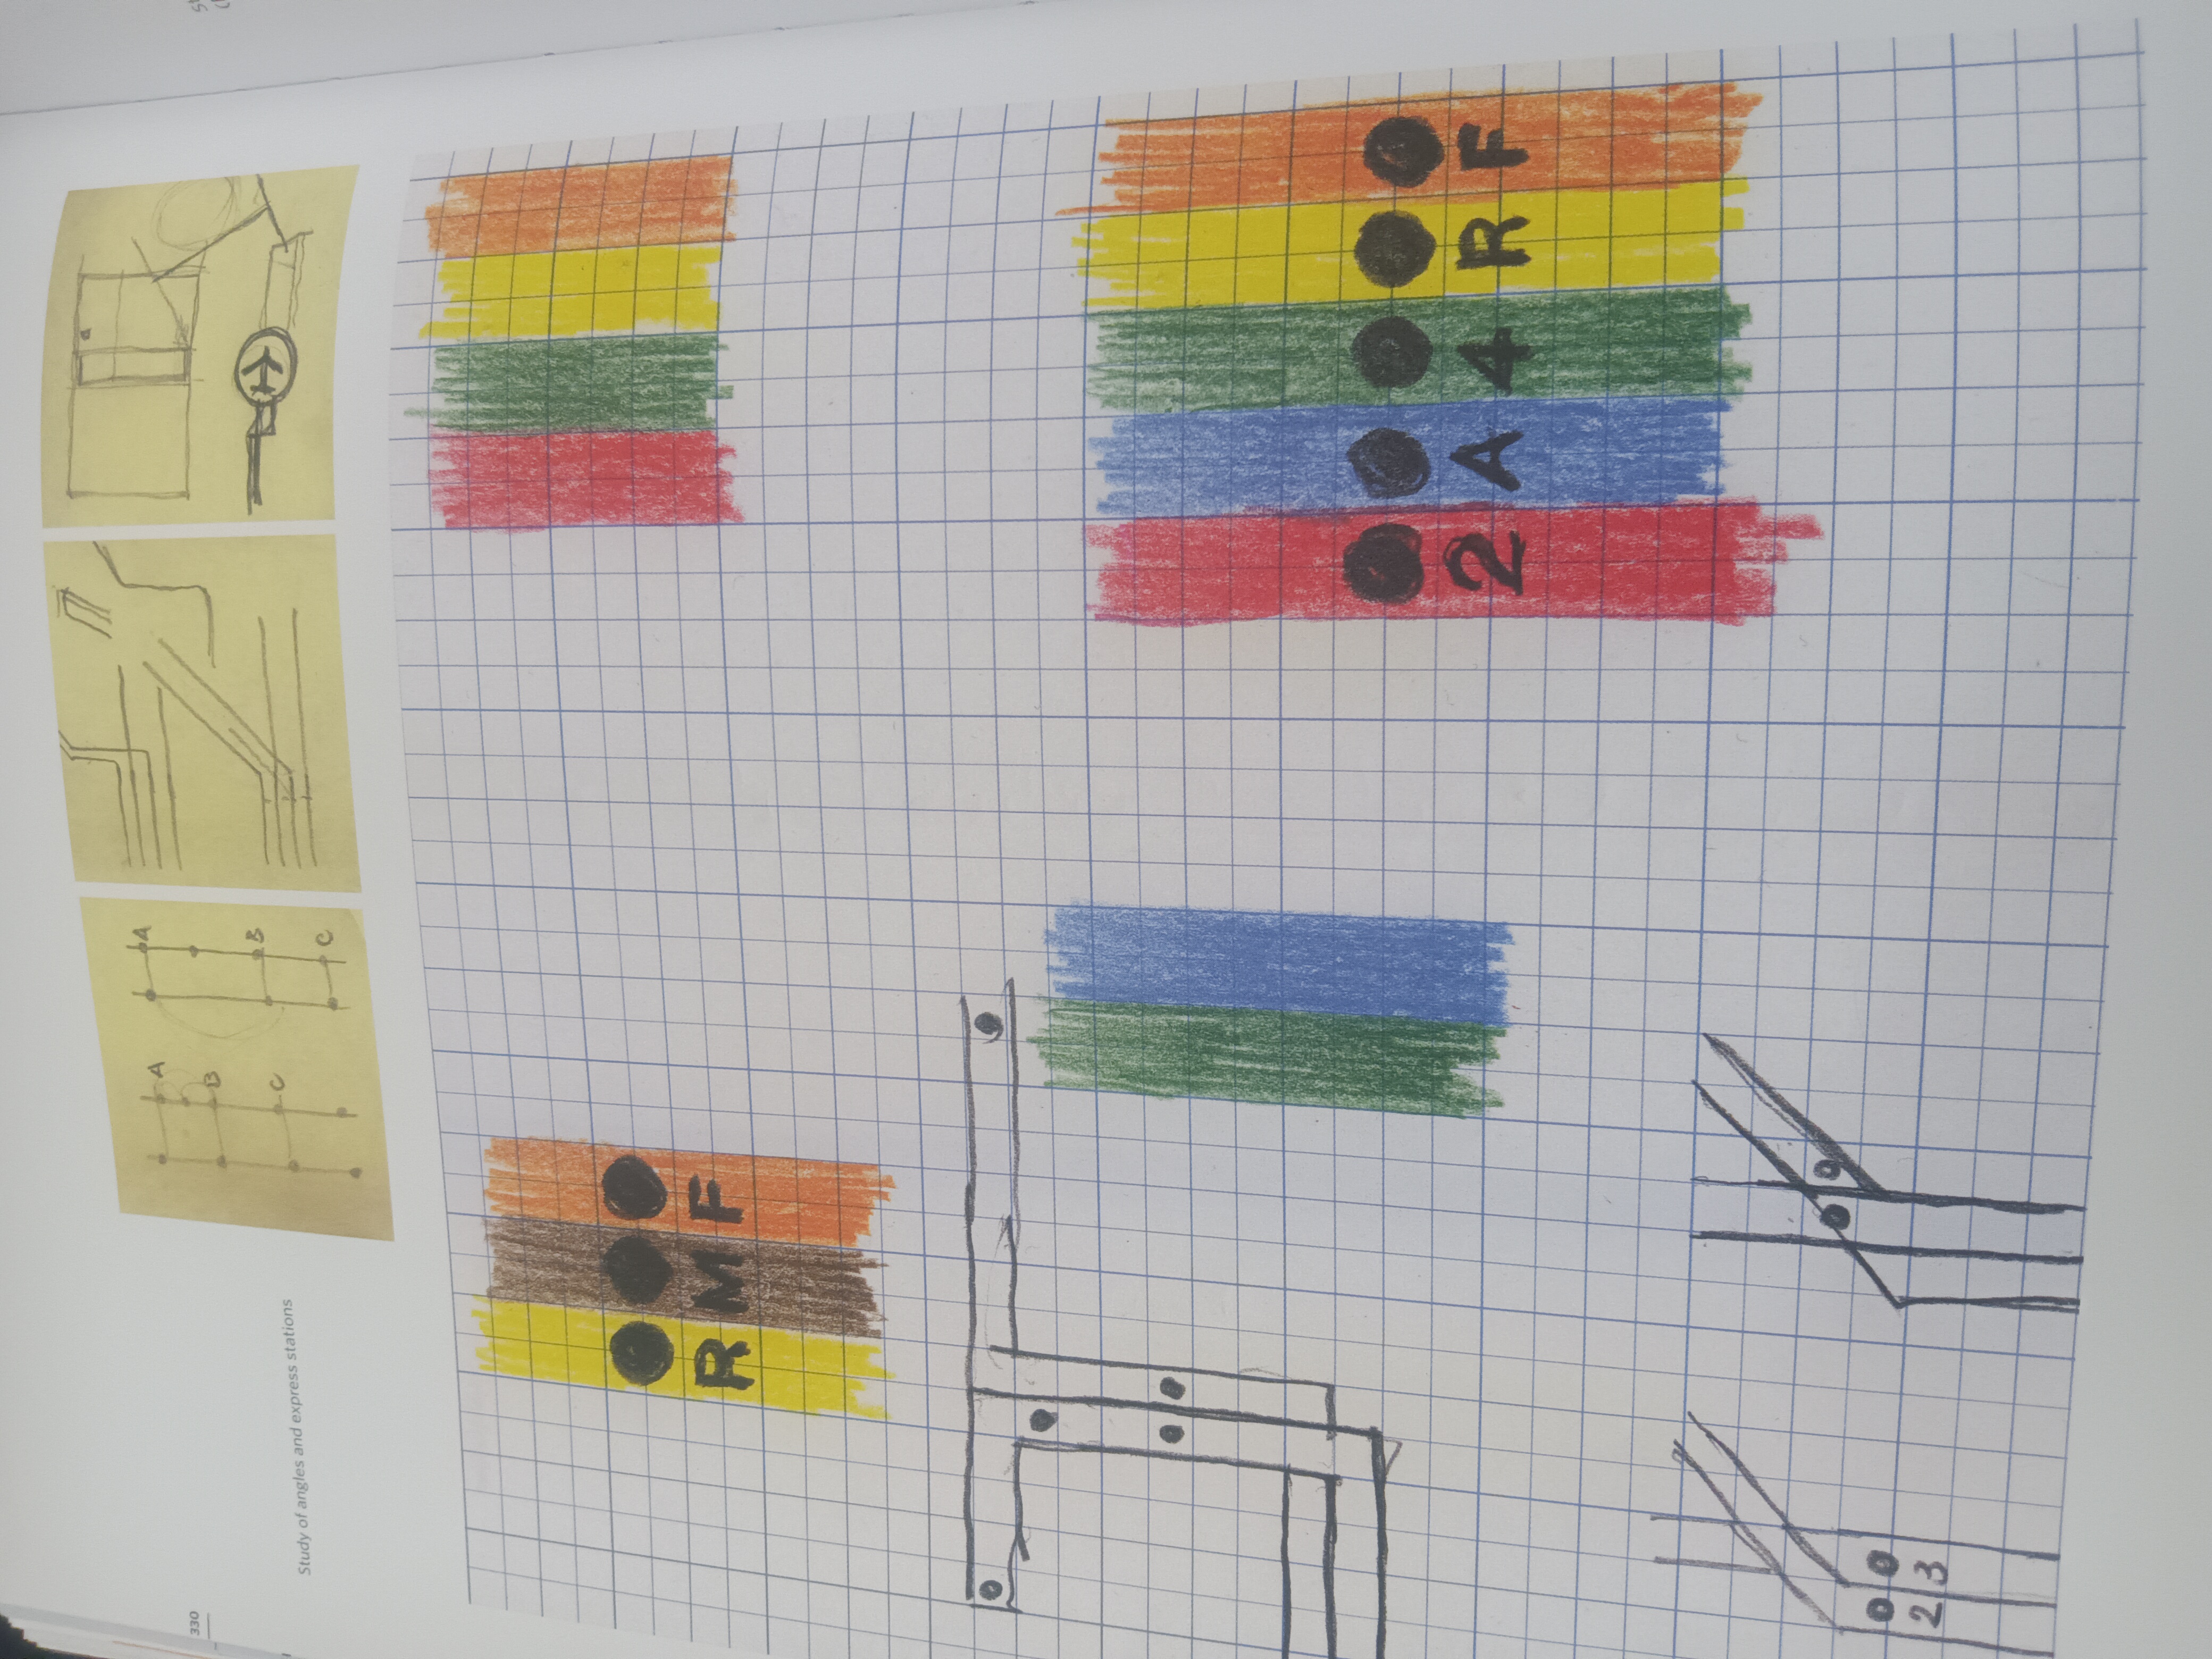 330
Study of angles and express stations
A
B
C
A
B
C
R M F
2 A 4 R F
2 3